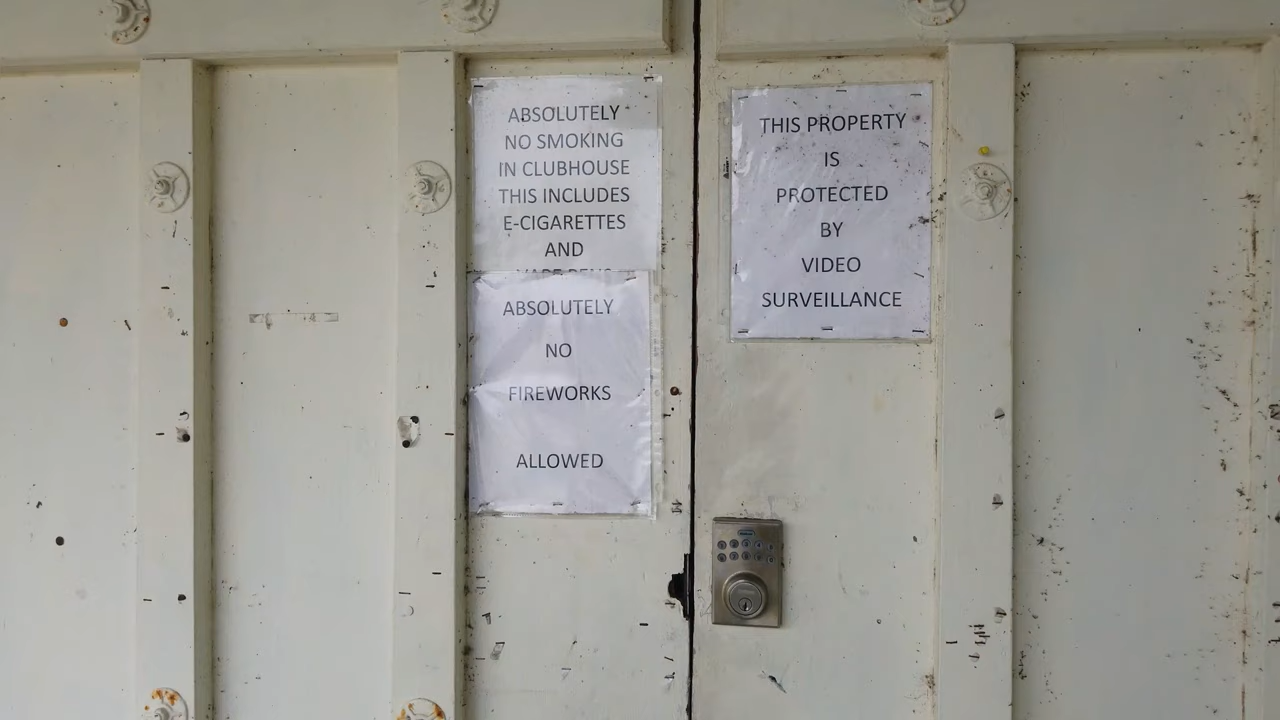 ABSOLUTELY
NO SMOKING
IN CLUBHOUSE
THIS INCLUDES
E-CIGARETTES
AND
ABSOLUTELY
NO
FIREWORKS
ALLOWED
THIS PROPERTY
IS
PROTECTED
BY
VIDEO
SURVEILLANCE